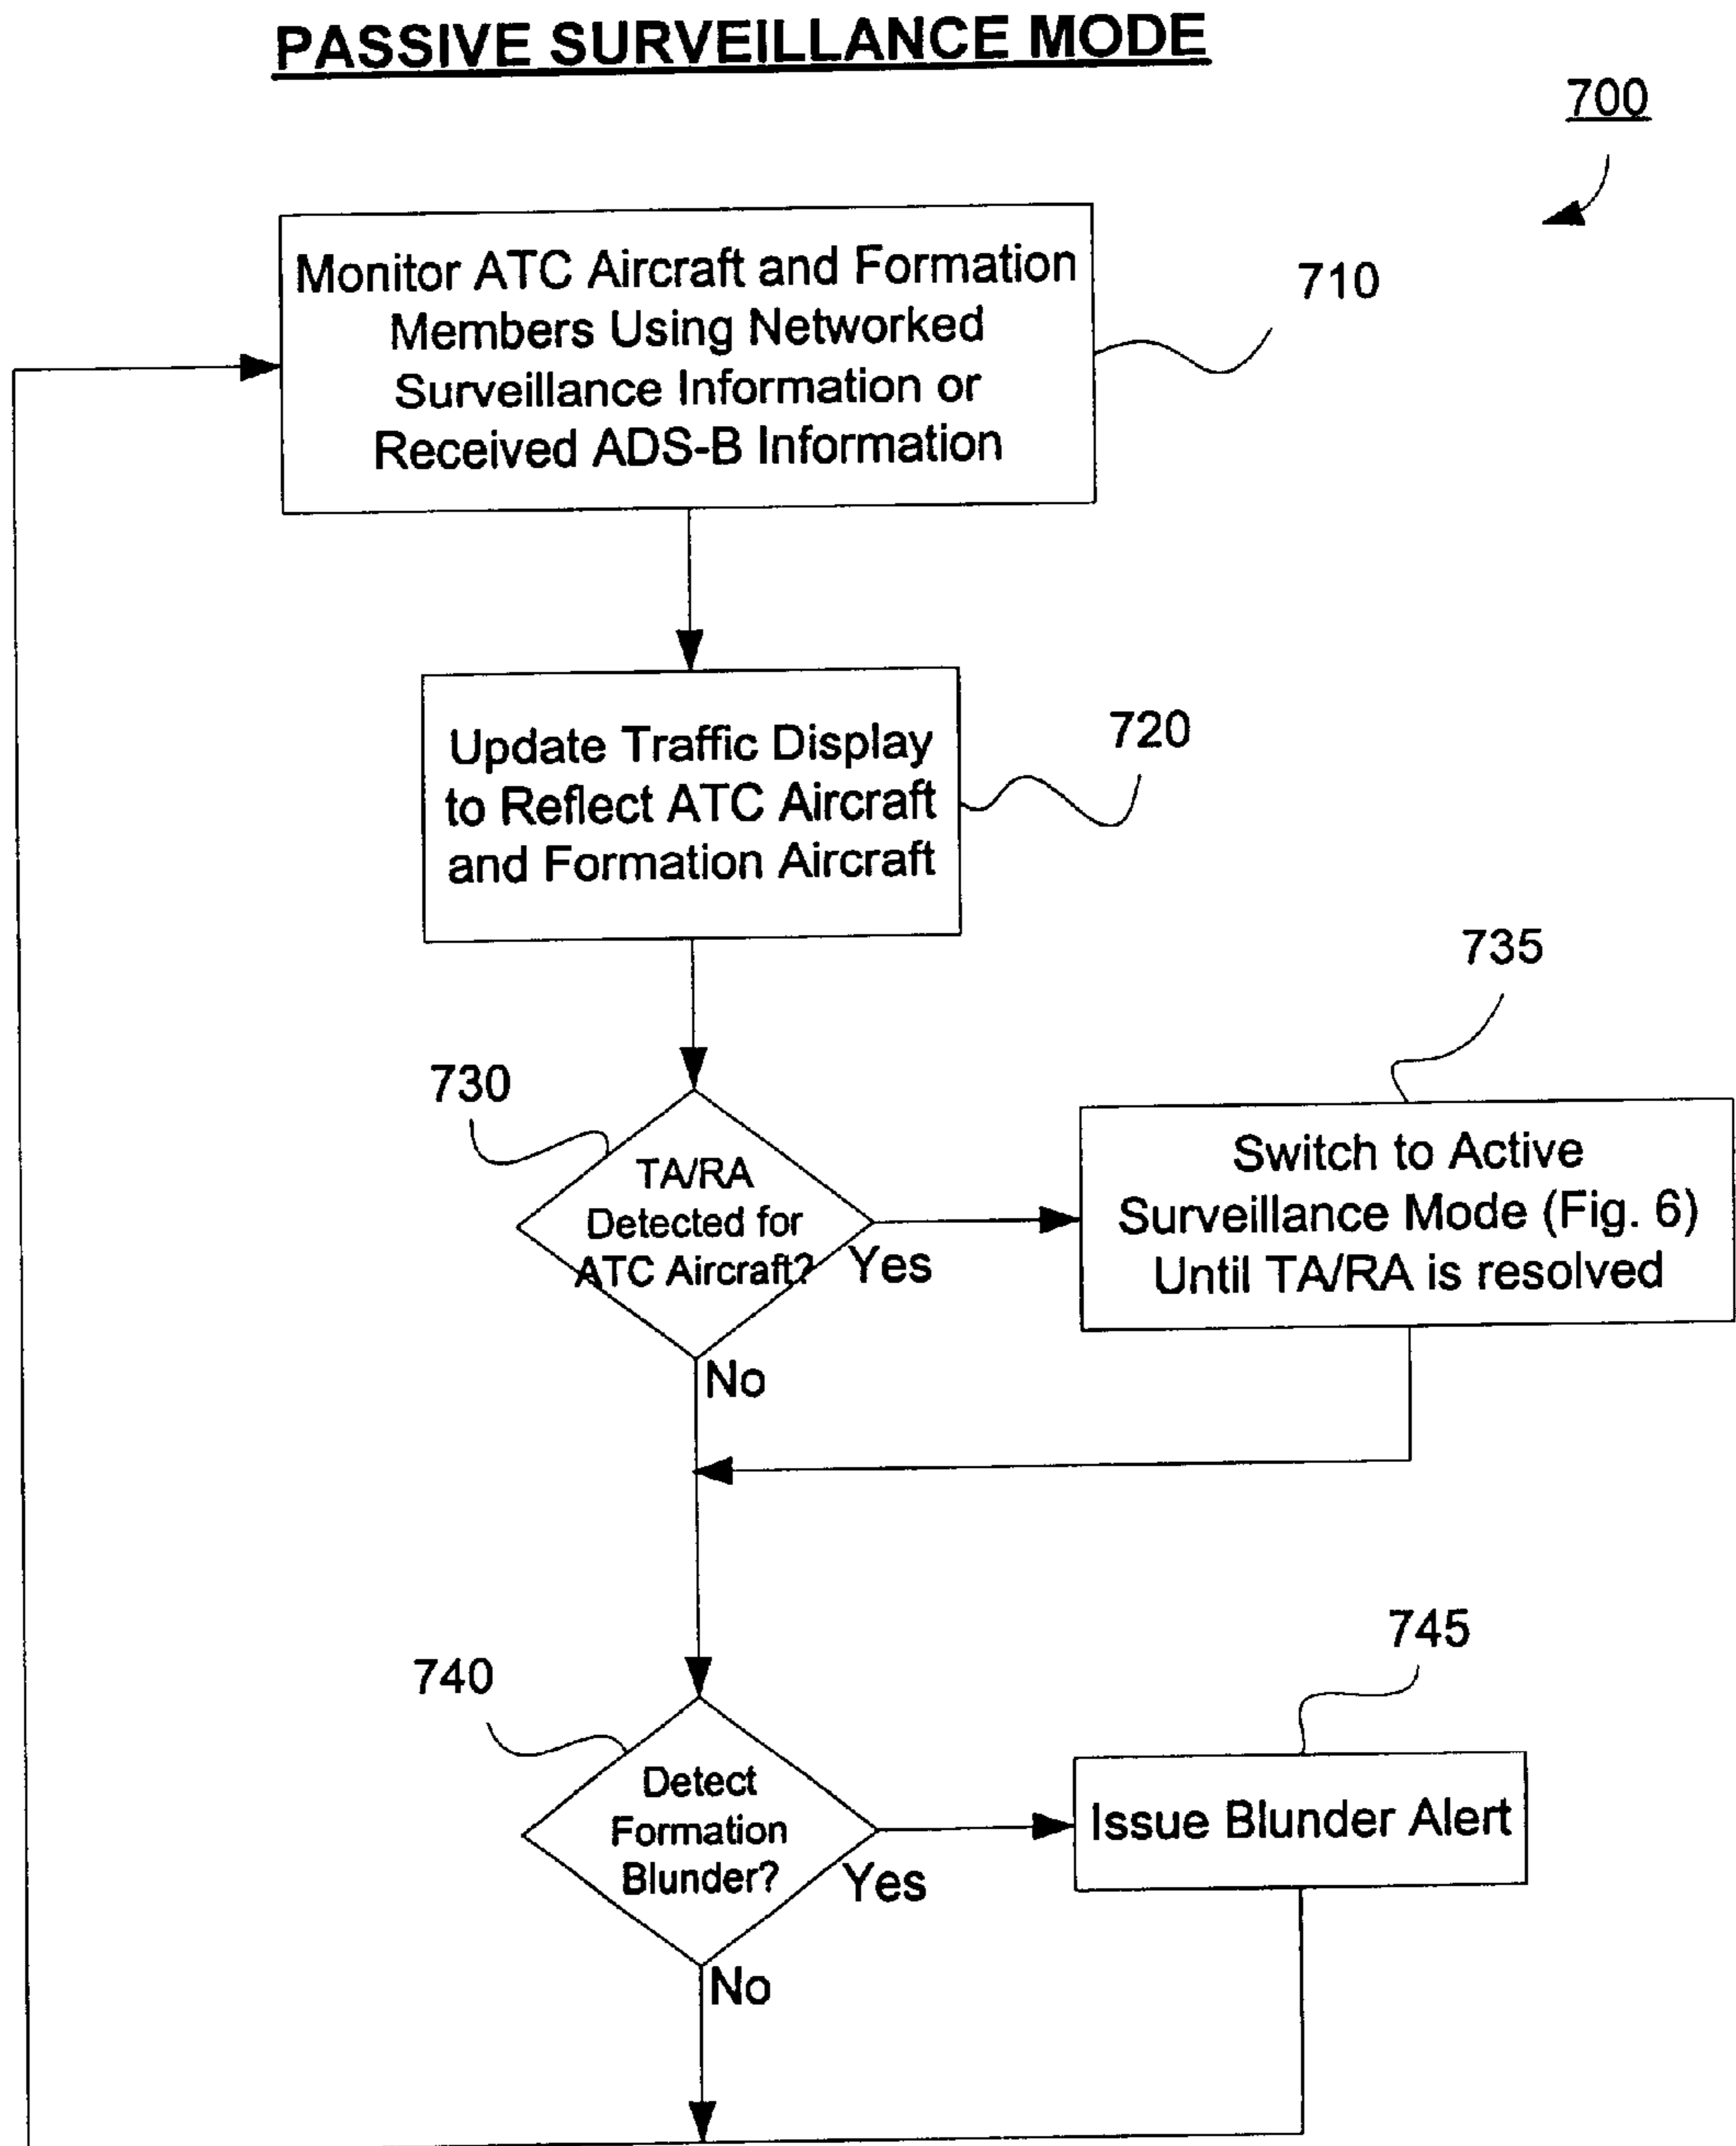 PASSIVE SURVEILLANCE MODE
700
Monitor ATC Aircraft and Formation
Members Using Networked
Surveillance Information or
Received ADS-B Information
710
Update Traffic Display
to Reflect ATC Aircraft
and Formation Aircraft
720
730
TA/RA
Detected for
ATC Aircraft?
Yes
No
735
Switch to Active
Surveillance Mode (Fig. 6)
Until TA/RA is resolved
740
Detect
Formation
Blunder?
Yes
No
745
Issue Blunder Alert